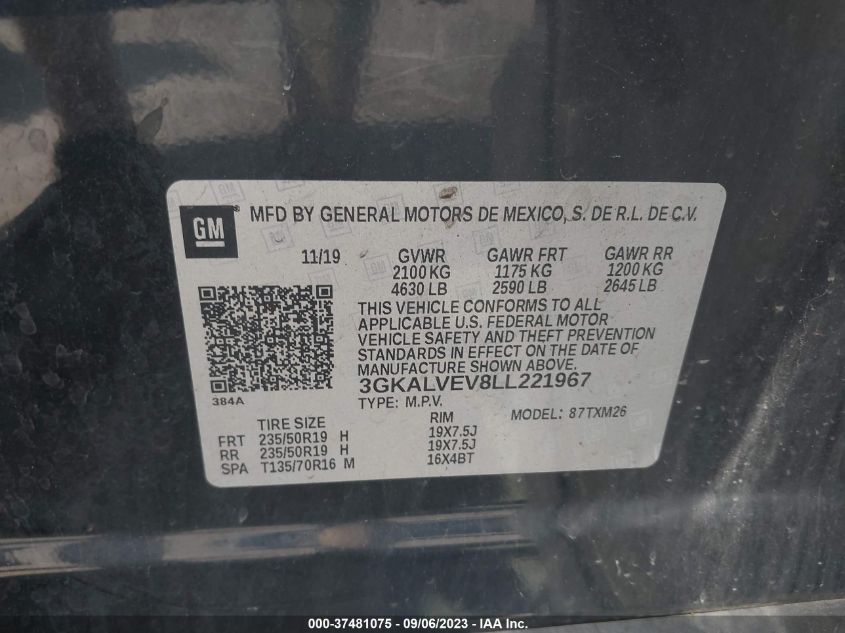 GM
MFD BY GENERAL MOTORS DE MEXICO, S. DE R.L. DE C.V.
11/19 GVWR GAWR FRT GAWR RR
2100 KG 1175 KG 1200 KG
4630 LB 2590 LB 2645 LB
THIS VEHICLE CONFORMS TO ALL
APPLICABLE U.S. FEDERAL MOTOR
VEHICLE SAFETY AND THEFT PREVENTION
STANDARDS IN EFFECT ON THE DATE OF
MANUFACTURE SHOWN ABOVE.
384A
3GKALVEV8LL221967
TYPE: M.P.V. MODEL: 87TXM26
TIRE SIZE RIM
FRT 235/50R19 H 19X7.5J
RR 235/50R19 H 19X7.5J
SPA T135/70R16 M 16X4BT
000-37481075 - 09/06/2023 - © IAA Inc.